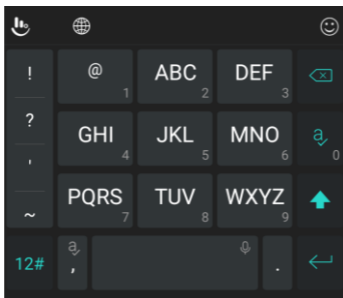 ! @ 1 ABC 2 DEF 3
? GHI 4 JKL 5 MNO 6 a 0
'
~ PQRS 7 TUV 8 WXYZ 9
12# a , .